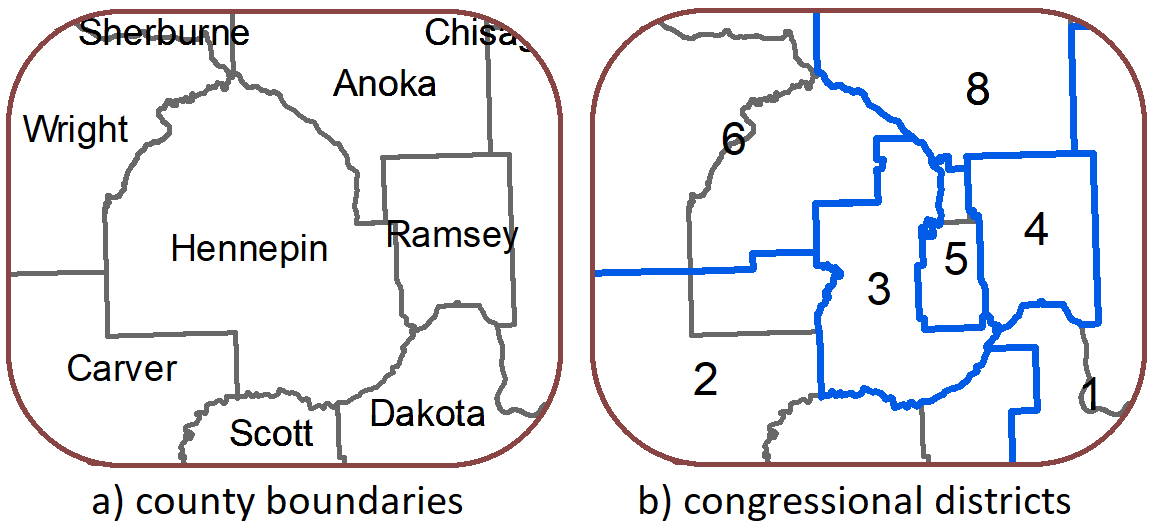 Sherburne
Chisag
Anoka
Wright
Ramsey
Hennepin
Carver
Dakota
Scott
8
6
4
5
3
2
1
a) county boundaries
b) congressional districts